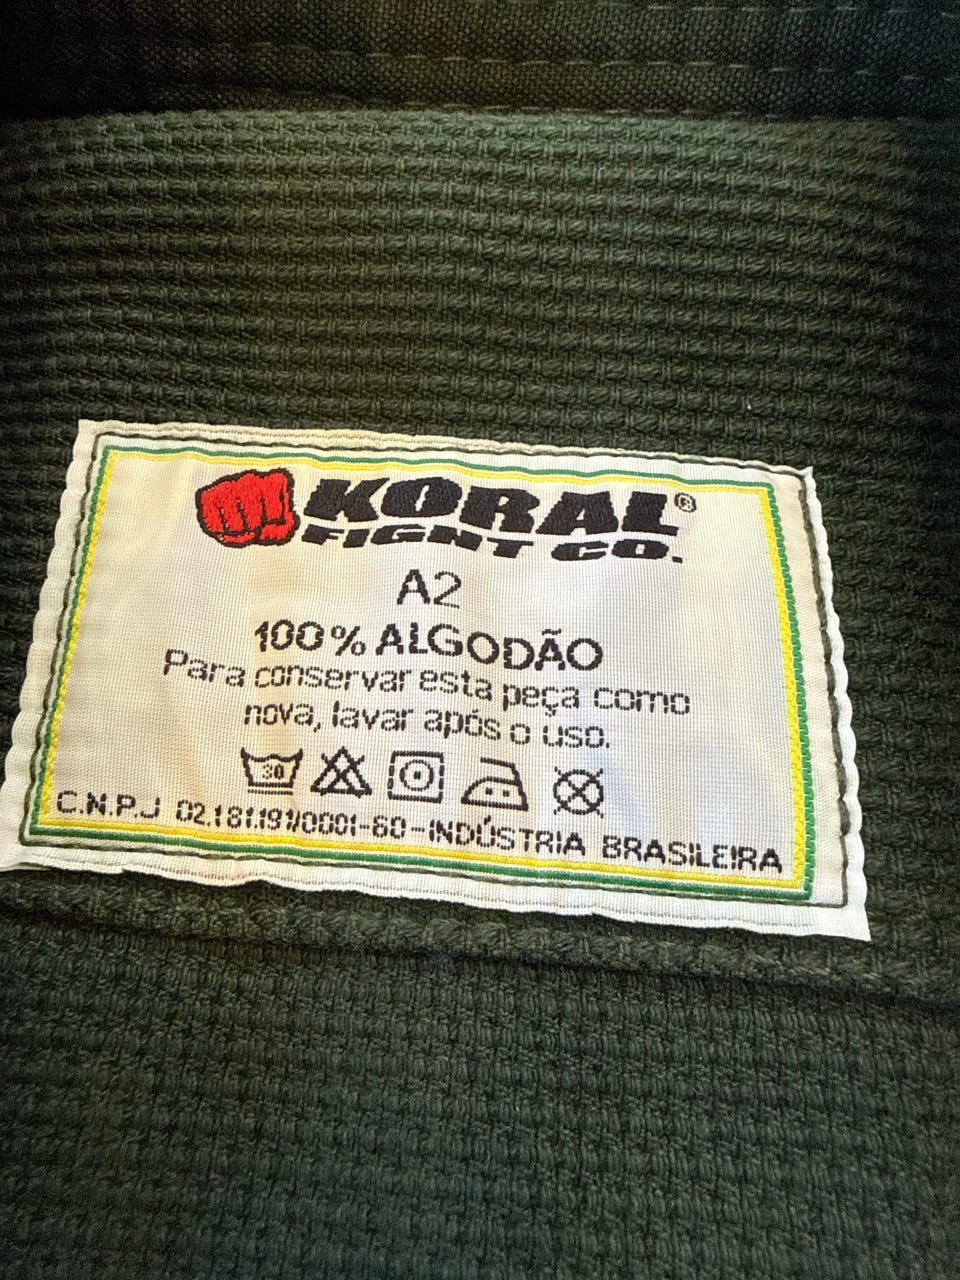 KORAL®
FIGHT CO.
A2
100% ALGODÃO
Para conservar esta peça como
nova, lavar após o uso.
30
C.N.P.J 02.181.191/0001-60-INDÚSTRIA BRASILEIRA